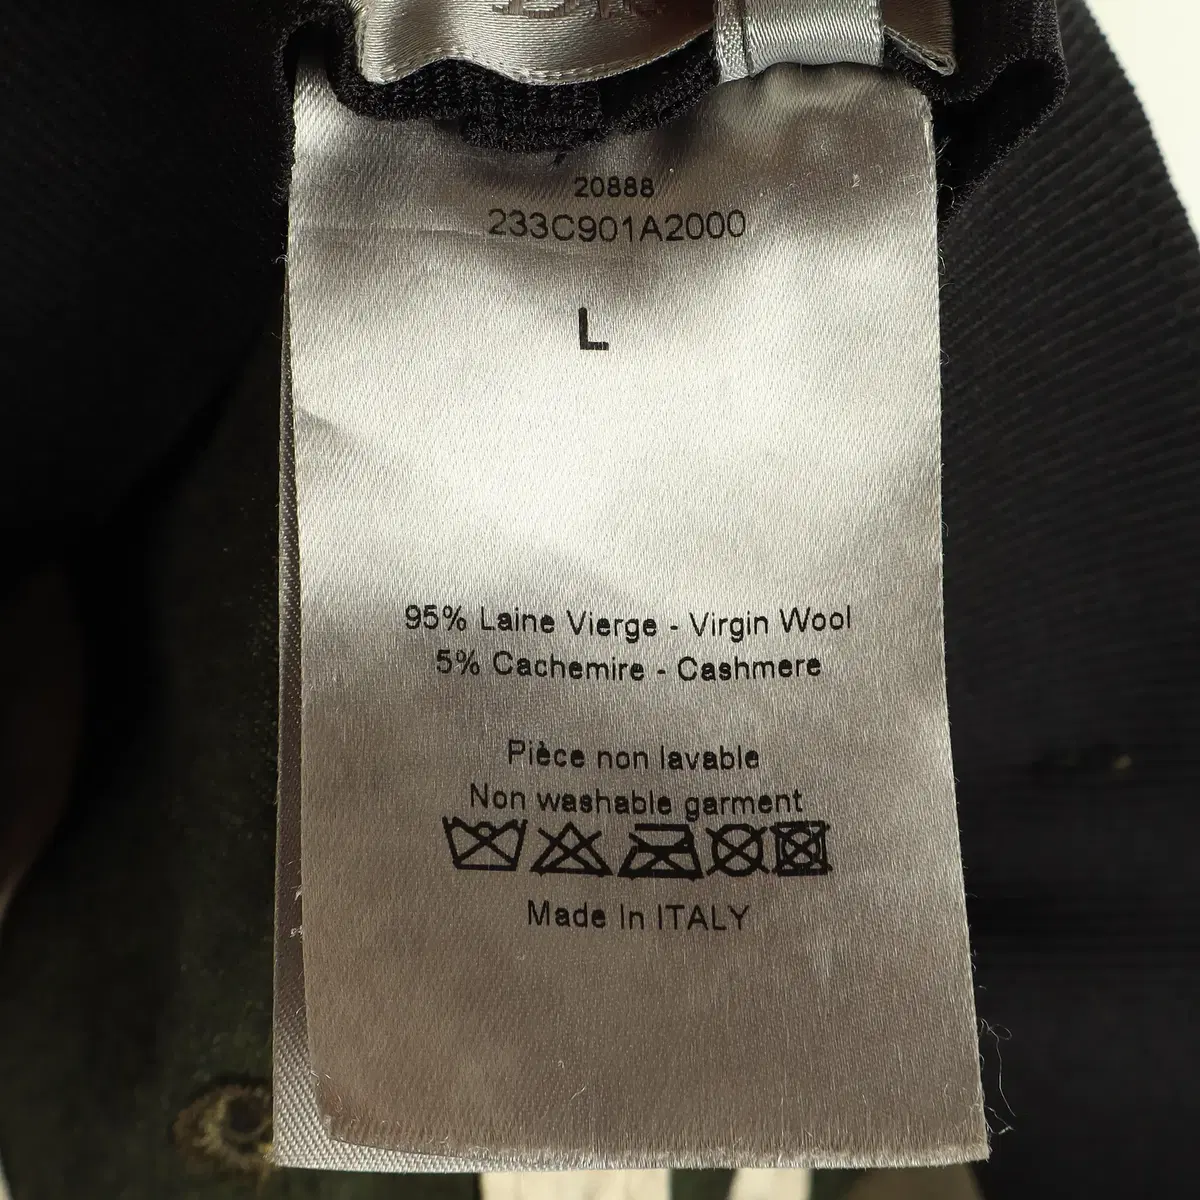 20888
233C901A2000
L
95% Laine Vierge - Virgin Wool
5% Cachemire - Cashmere
Pièce non lavable
Non washable garment
Made In ITALY